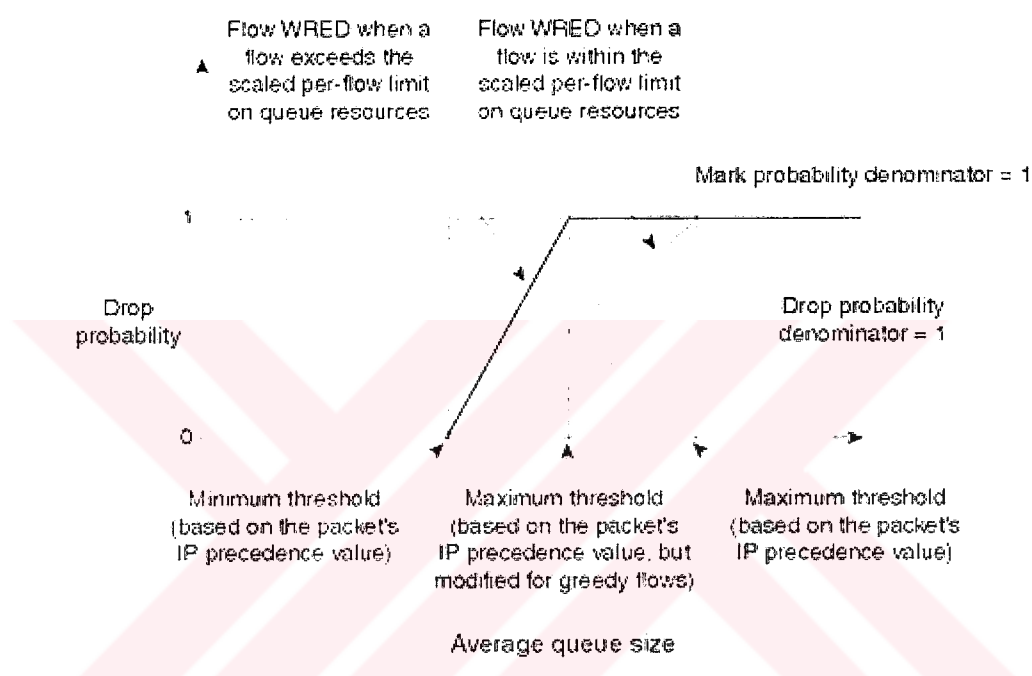 Flow WRED when a
flow exceeds the
scaled per-flow limit
on queue resources
Flow WRED when a
flow is within the
scaled per-flow limit
on queue resources
Mark probability denominator = 1
1
Drop
probability
Drop probability
denominator = 1
0
Minimum threshold
(based on the packet's
IP precedence value)
Maximum threshold
(based on the packet's
IP precedence value, but
modified for greedy flows)
Maximum threshold
(based on the packet's
IP precedence value)
Average queue size